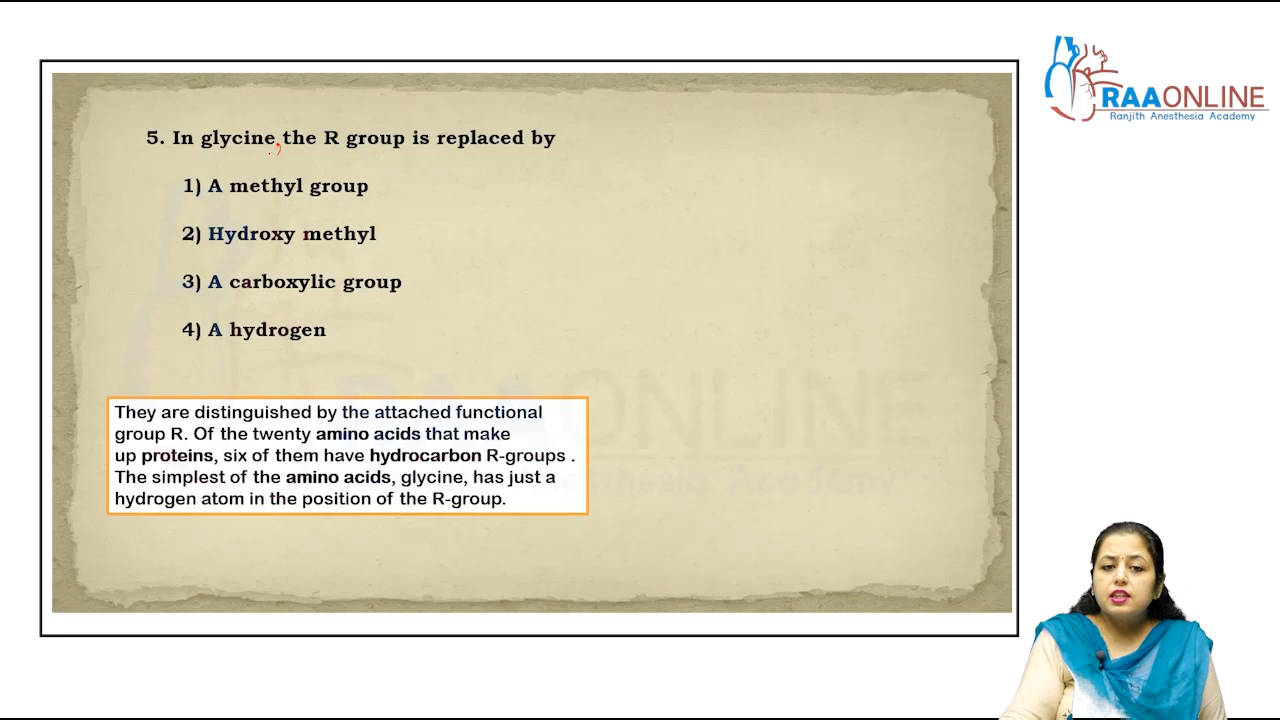 RAAONLINE
Ranjith Anesthesia Academy
5. In glycine, the R group is replaced by
1) A methyl group
2) Hydroxy methyl
3) A carboxylic group
4) A hydrogen
RAAONLINE
They are distinguished by the attached functional
group R. Of the twenty amino acids that make
up proteins, six of them have hydrocarbon R-groups .
The simplest of the amino acids, glycine, has just a
hydrogen atom in the position of the R-group.